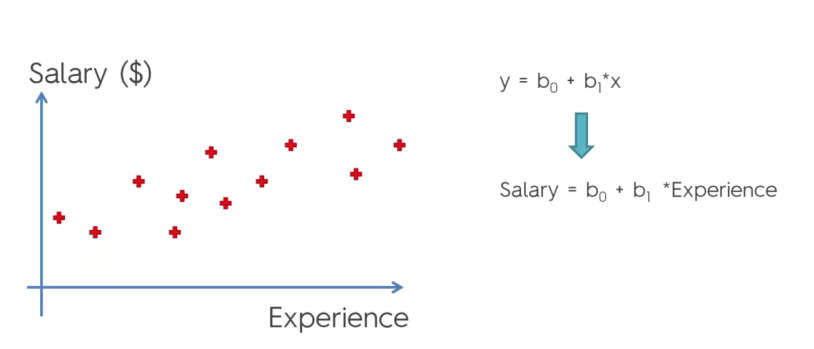 Salary ($)
Experience
y = b₀ + b₁*x
Salary = b₀ + b₁ *Experience